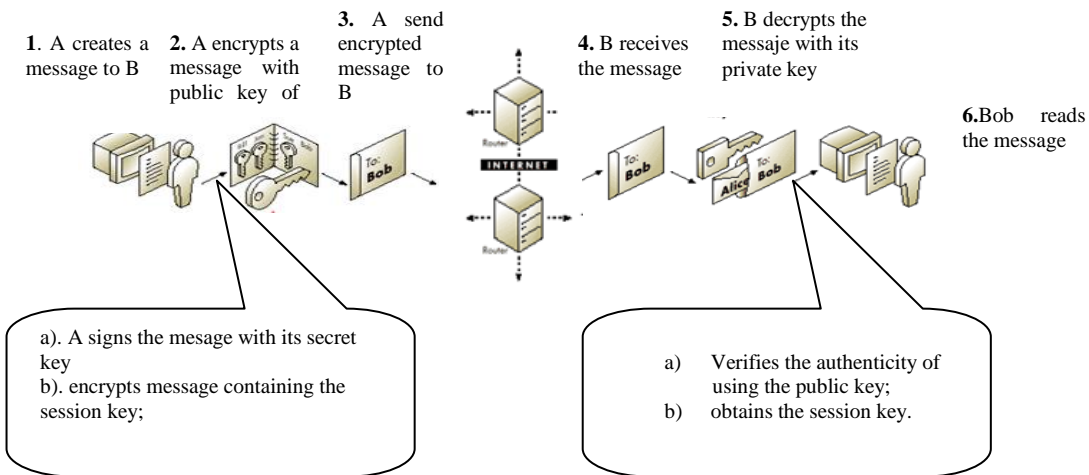 1. A creates a
message to B
2. A encrypts a
message with
public key of
3. A send
encrypted
message to
B
4. B receives
the message
5. B decrypts the
messaje with its
private key
6.Bob reads
the message
To:
Bob
Router
INTERNET
Router
To:
Bob
Alice
To:
Bob
a). A signs the mesage with its secret
key
b). encrypts message containing the
session key;
a) Verifies the authenticity of
using the public key;
b) obtains the session key.